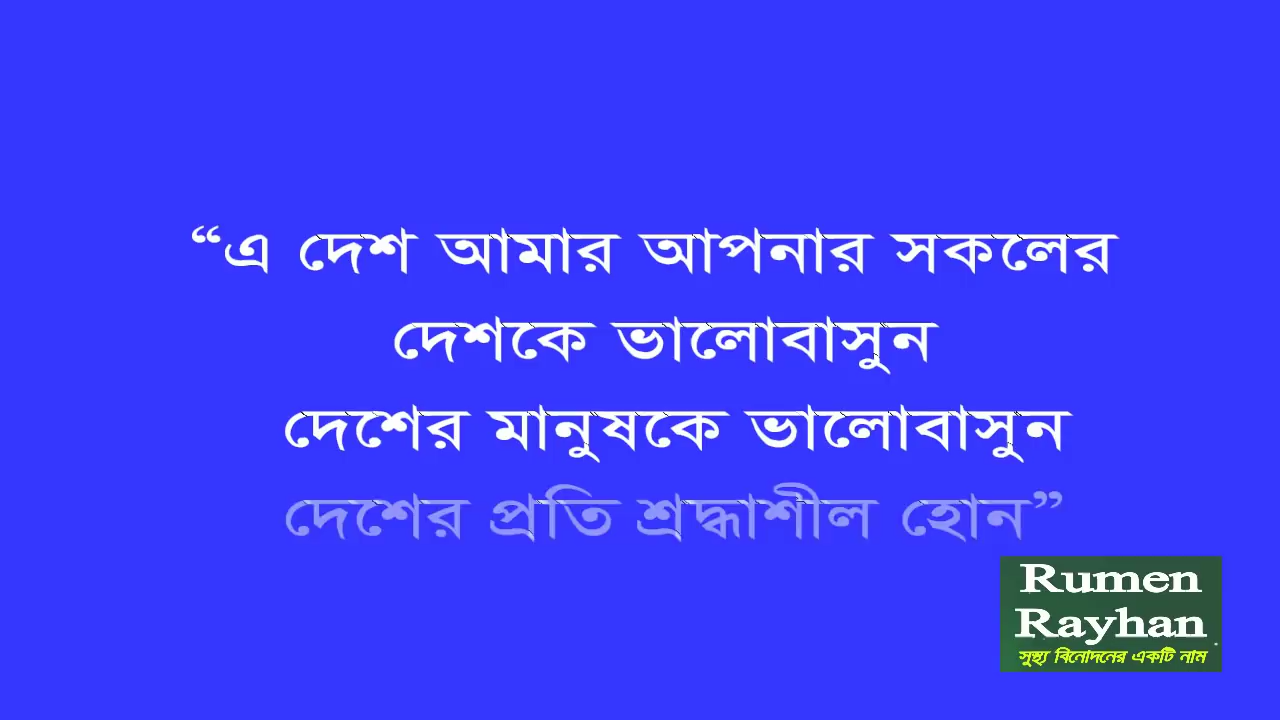 “এ দেশ আমার আপনার সকলের
দেশকে ভালোবাসুন
দেশের মানুষকে ভালোবাসুন
দেশের প্রতি শ্রদ্ধাশীল হোন”
Rumen
Rayhan
সুস্থ্য বিনোদনের একটি নাম